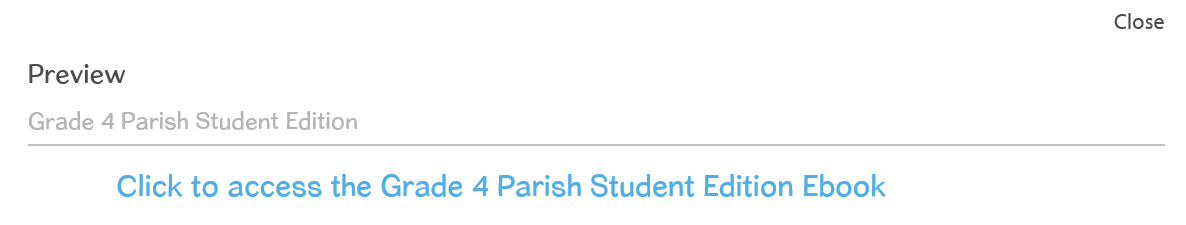 Close
Preview
Grade 4 Parish Student Edition
Click to access the Grade 4 Parish Student Edition Ebook